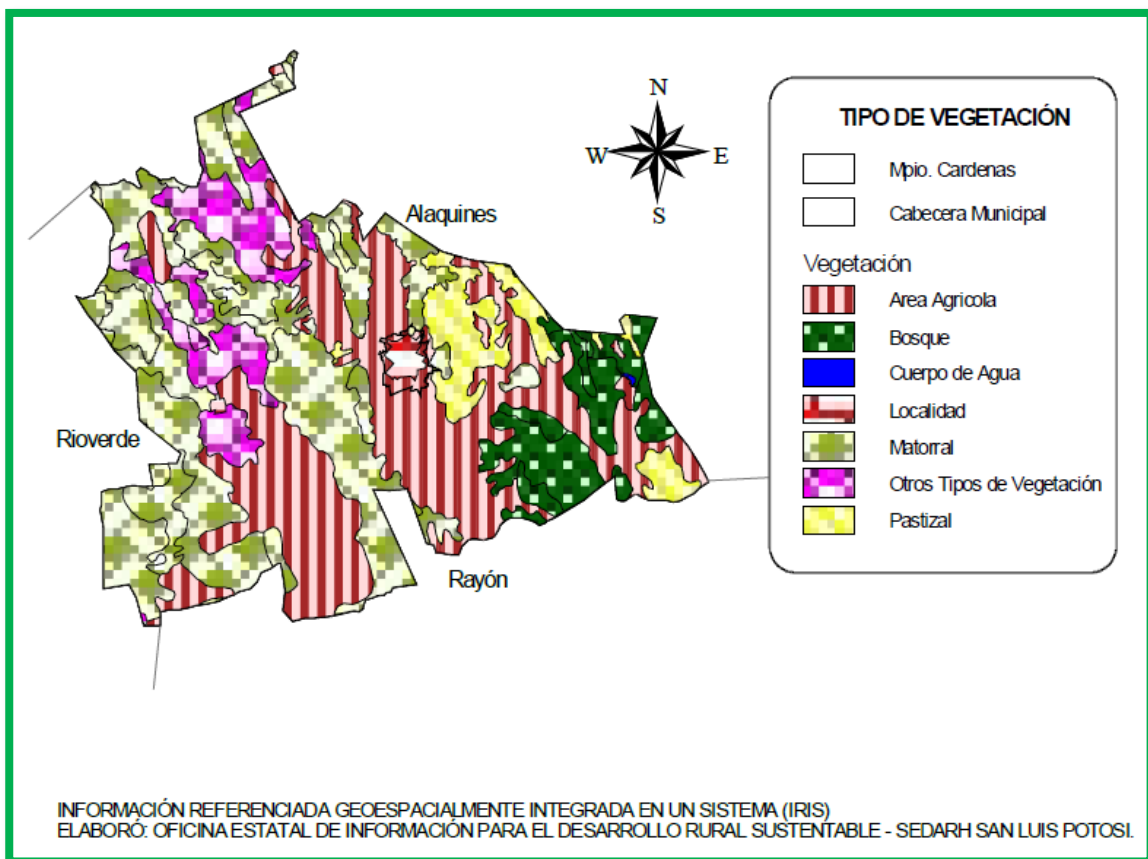 N
W
E
S
Alaquines
Rioverde
Rayón
TIPO DE VEGETACIÓN
Mpio. Cardenas
Cabecera Municipal
Vegetación
Area Agricola
Bosque
Cuerpo de Agua
Localidad
Matorral
Otros Tipos de Vegetación
Pastizal
INFORMACIÓN REFERENCIADA GEOESPACIALMENTE INTEGRADA EN UN SISTEMA (IRIS)
ELABORÓ: OFICINA ESTATAL DE INFORMACIÓN PARA EL DESARROLLO RURAL SUSTENTABLE - SEDARH SAN LUIS POTOSI.